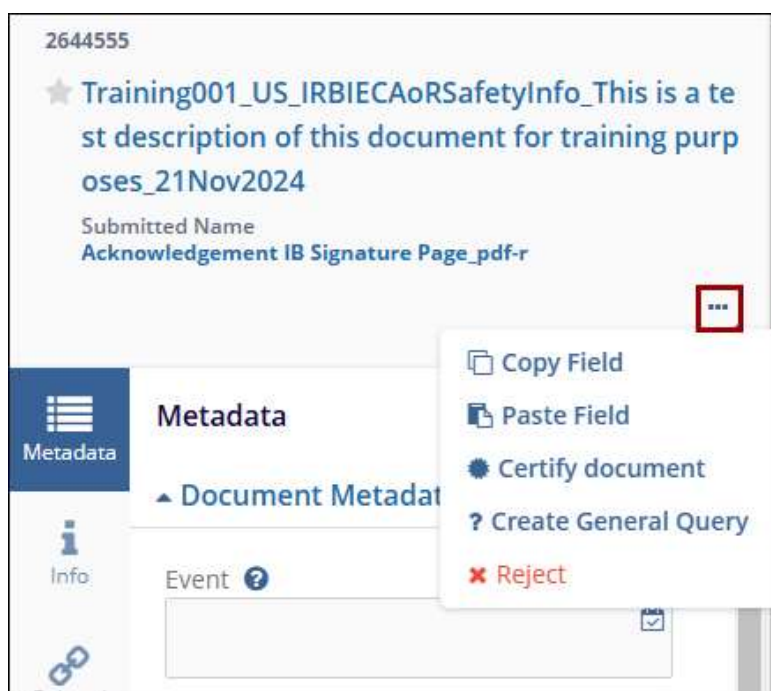 2644555
Training001_US_IRBIECAoRSafetyInfo_This is a te
st description of this document for training purp
oses_21Nov2024
Submitted Name
Acknowledgement IB Signature Page_pdf-r
Copy Field
Paste Field
Certify document
? Create General Query
Reject
Metadata
Metadata
Document Metadat
Info
Event